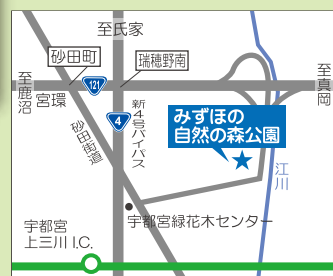 至氏家
砂田町
瑞穂野南
至鹿沼
121
宮環
至真岡
新4号バイパス
4
砂田街道
みずほの
自然の森公園
江川
宇都宮緑花木センター
宇都宮
上三川 I.C.